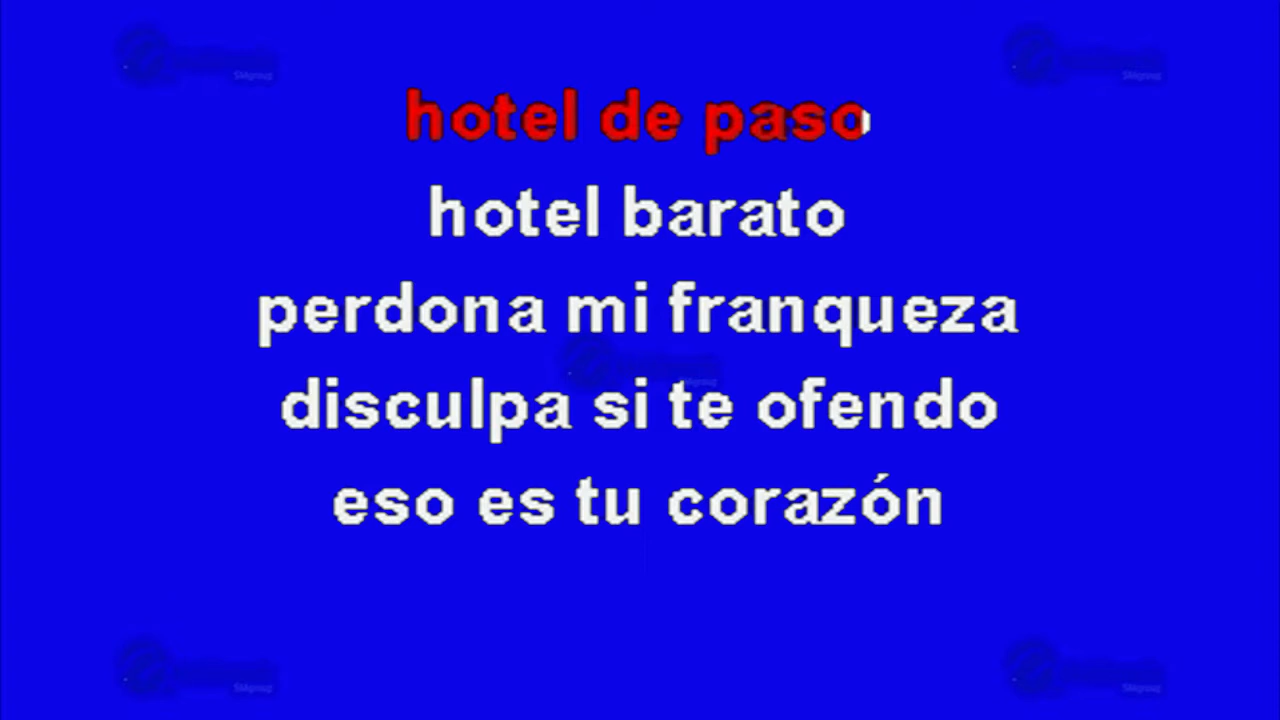 hotel de paso
hotel barato
perdona mi franqueza
disculpa si te ofendo
eso es tu corazón